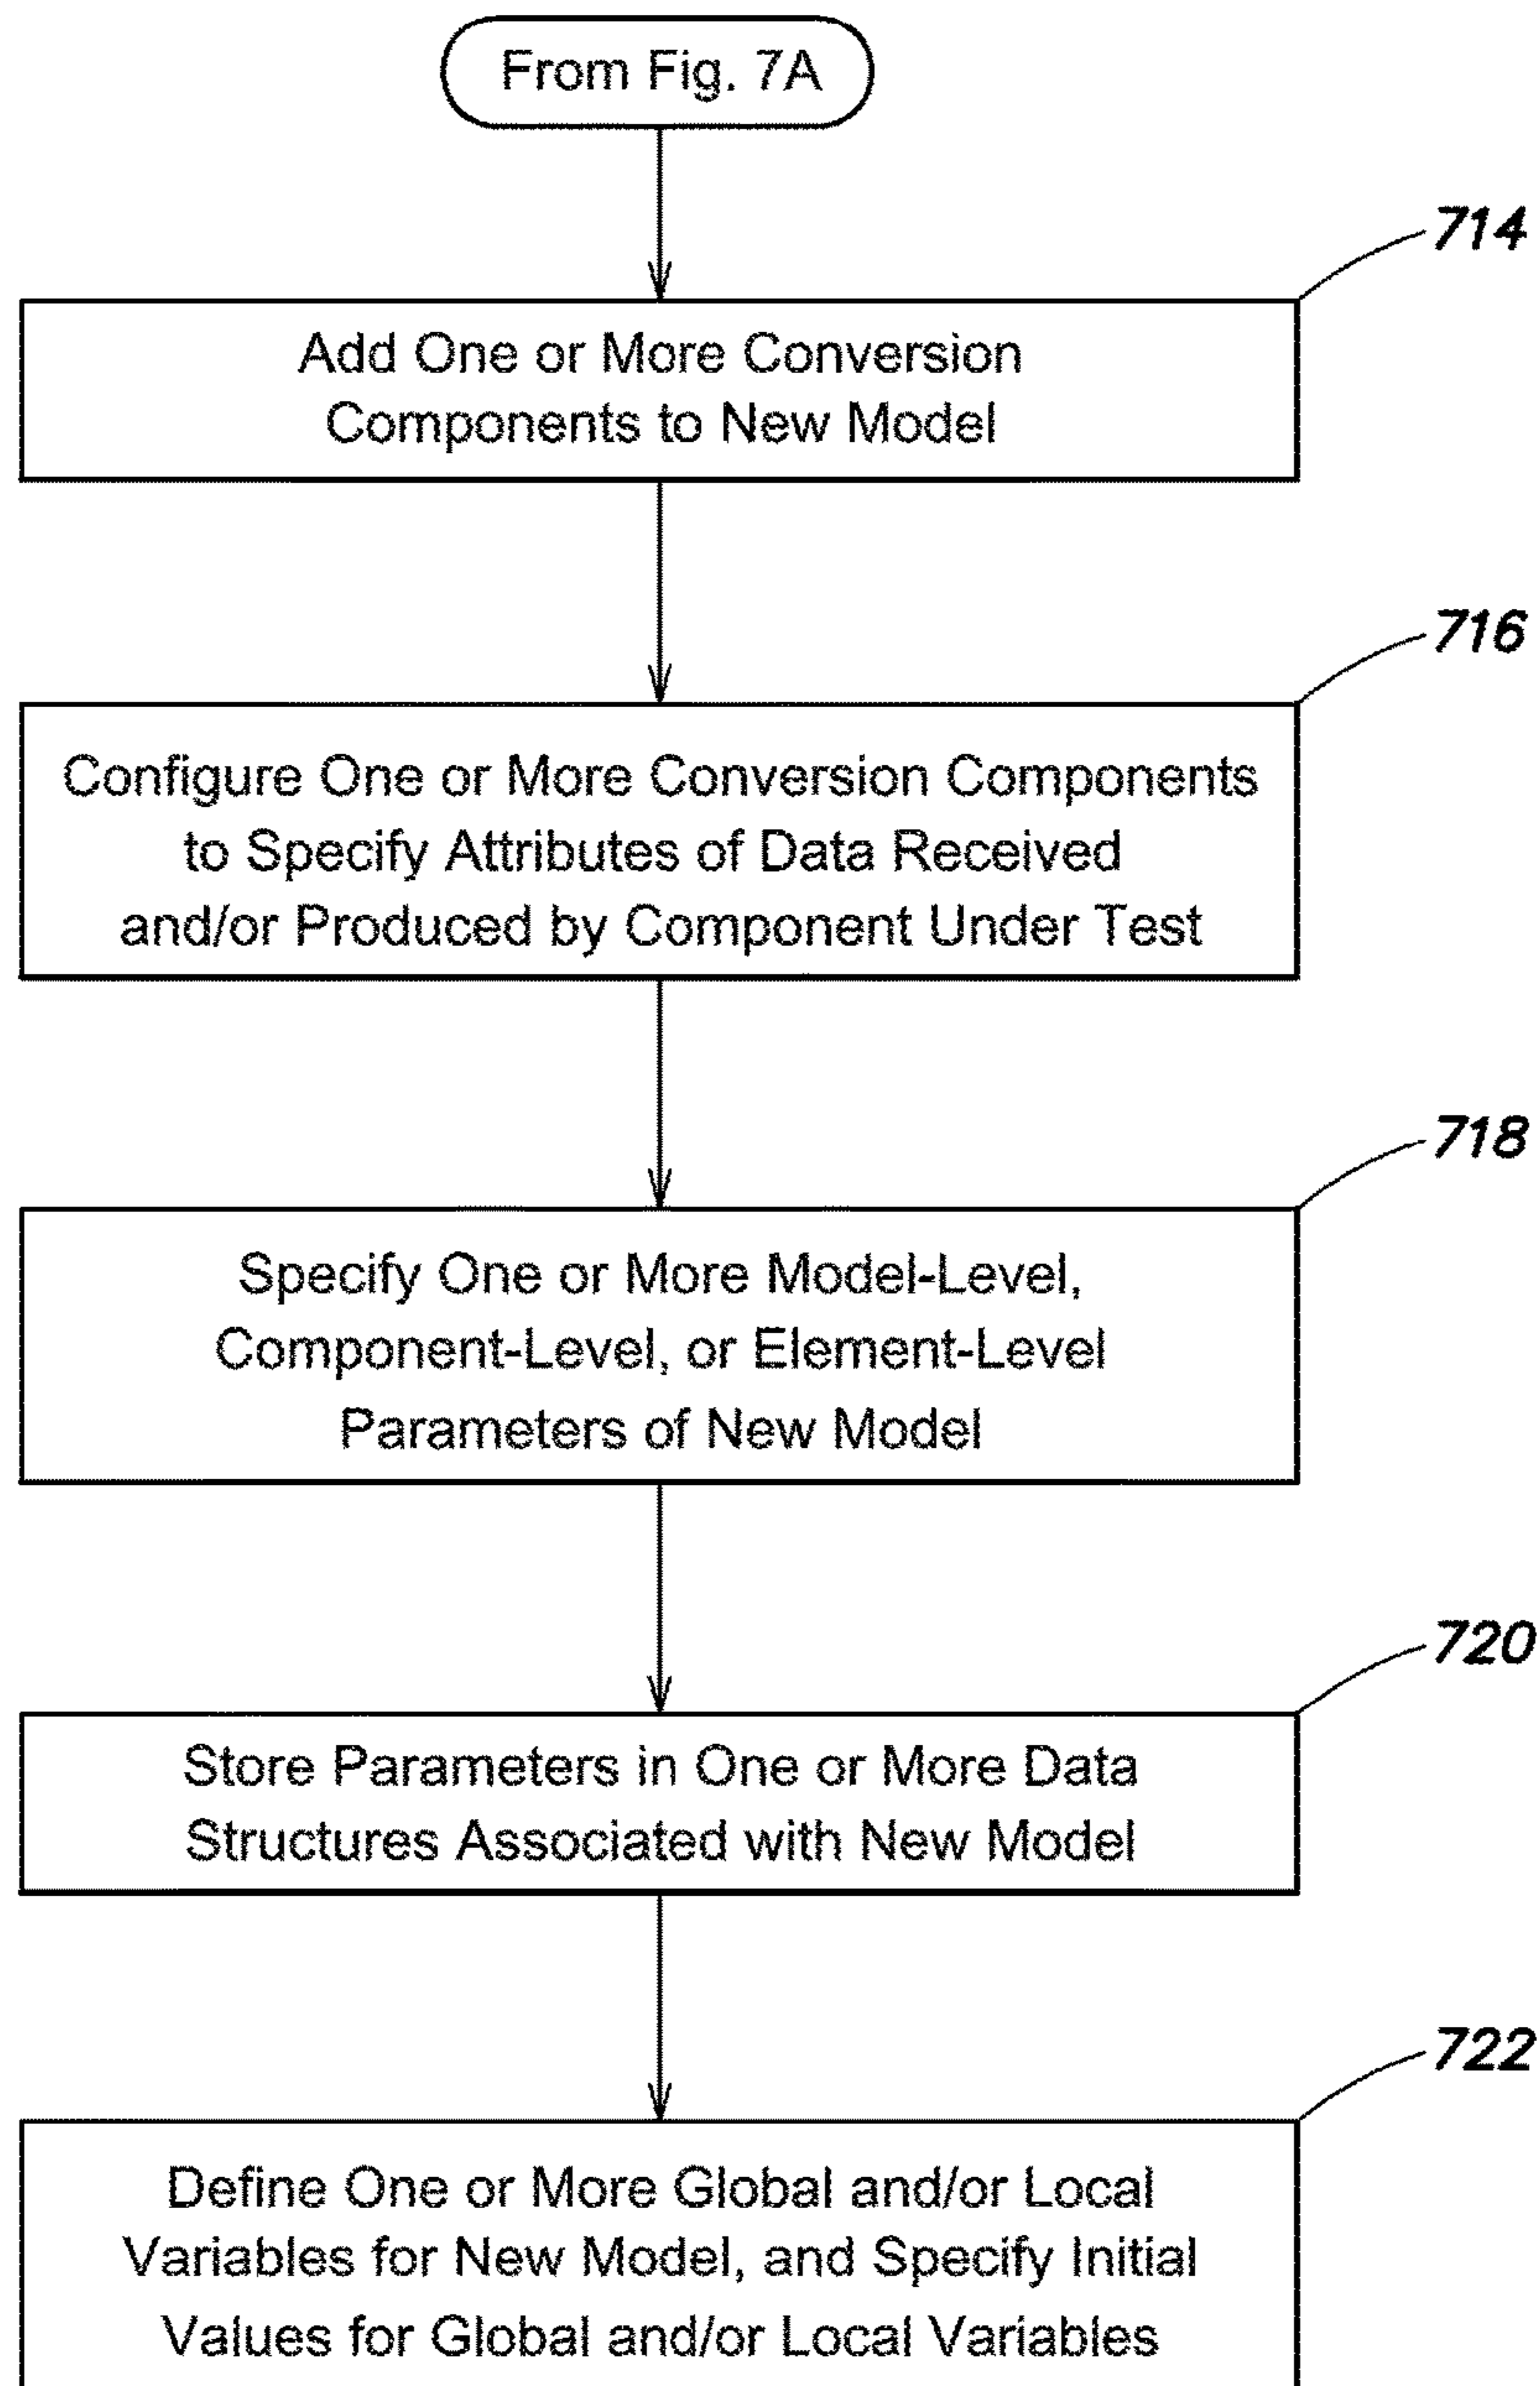 From Fig. 7A
714
Add One or More Conversion
Components to New Model
716
Configure One or More Conversion Components
to Specify Attributes of Data Received
and/or Produced by Component Under Test
718
Specify One or More Model-Level,
Component-Level, or Element-Level
Parameters of New Model
720
Store Parameters in One or More Data
Structures Associated with New Model
722
Define One or More Global and/or Local
Variables for New Model, and Specify Initial
Values for Global and/or Local Variables